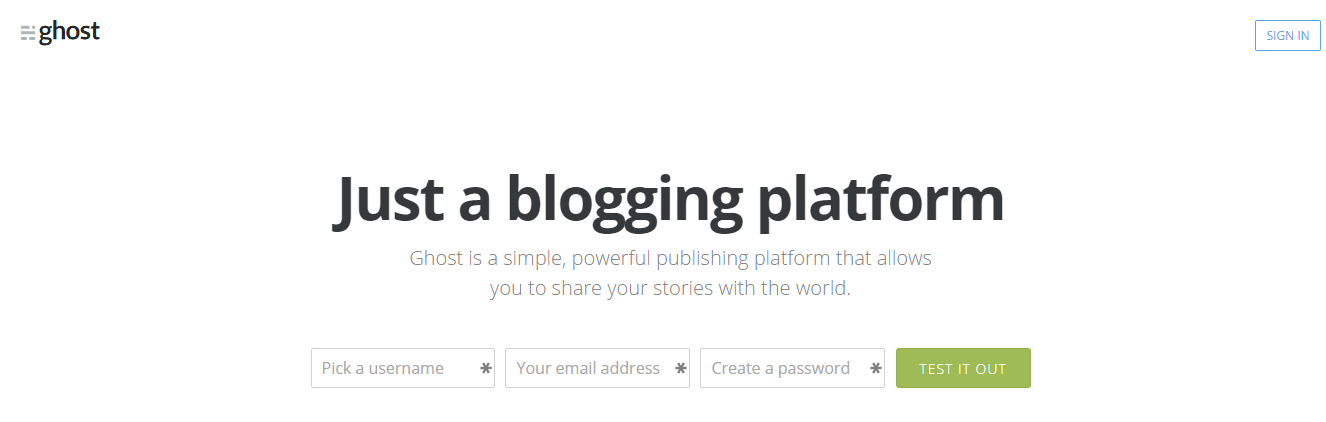 ghost
SIGN IN
Just a blogging platform
Ghost is a simple, powerful publishing platform that allows
you to share your stories with the world.
Pick a username * Your email address * Create a password * TEST IT OUT